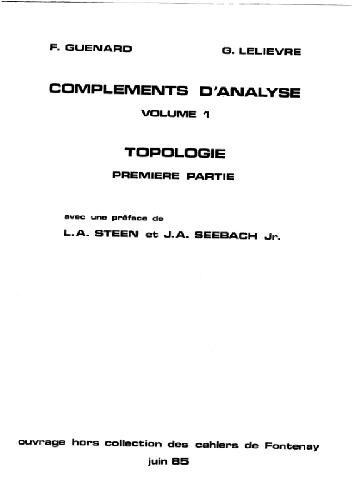 F. GUENARD G. LELIEVRE
COMPLEMENTS D'ANALYSE
VOLUME 1
TOPOLOGIE
PREMIERE PARTIE
avec une préface de
L.A. STEEN et J.A. SEEBACH Jr.
ouvrage hors collection des cahiers de Fontenay
juin 85